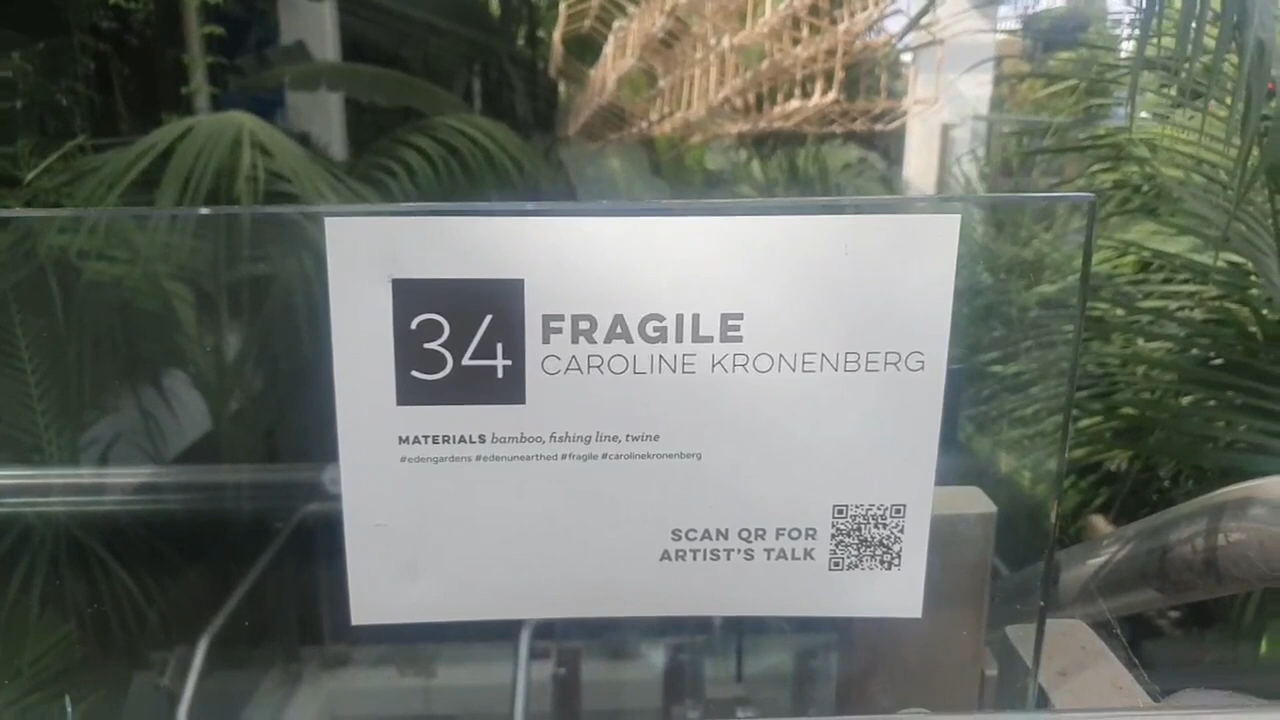 34
FRAGILE
CAROLINE KRONENBERG
MATERIALS bamboo, fishing line, twine
#edengardens #edenunearthed #fragile #carolinekronenberg
SCAN QR FOR
ARTIST'S TALK